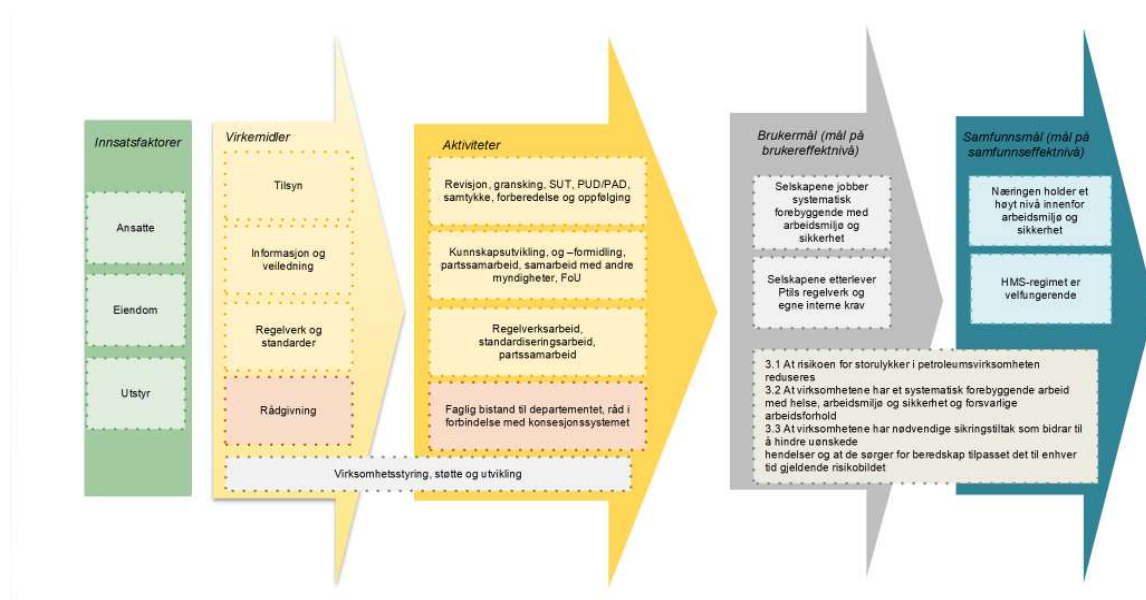 Innsatsfaktorer
Ansatte
Eiendom
Utstyr
Virkemidler
Tilsyn
Informasjon og
veiledning
Regelverk og
standarder
Rådgivning
Aktiviteter
Revisjon, gransking, SUT, PUD/PAD,
samtykke, forberedelse og oppfølging
Kunnskapsutvikling, og –formidling,
partssamarbeid, samarbeid med andre
myndigheter, FoU
Regelverksarbeid,
standardiseringsarbeid,
partssamarbeid
Faglig bistand til departementet, råd i
forbindelse med konsesjonssystemet
Virksomhetsstyring, støtte og utvikling
Brukermål (mål på
brukereffektnivå)
Selskapene jobber
systematisk
forebyggende med
arbeidsmiljø og
sikkerhet
Selskapene etterlever
Ptils regelverk og
egne interne krav
Samfunnsmål (mål på
samfunnseffektnivå)
Næringen holder et
høyt nivå innenfor
arbeidsmiljø og
sikkerhet
HMS-regimet er
velfungerende
3.1 At risikoen for storulykker i petroleumsvirksomheten
reduseres
3.2 At virksomhetene har et systematisk forebyggende arbeid
med helse, arbeidsmiljø og sikkerhet og forsvarlige
arbeidsforhold
3.3 At virksomhetene har nødvendige sikringstiltak som bidrar til
å hindre uønskede
hendelser og at de sørger for beredskap tilpasset det til enhver
tid gjeldende risikobildet